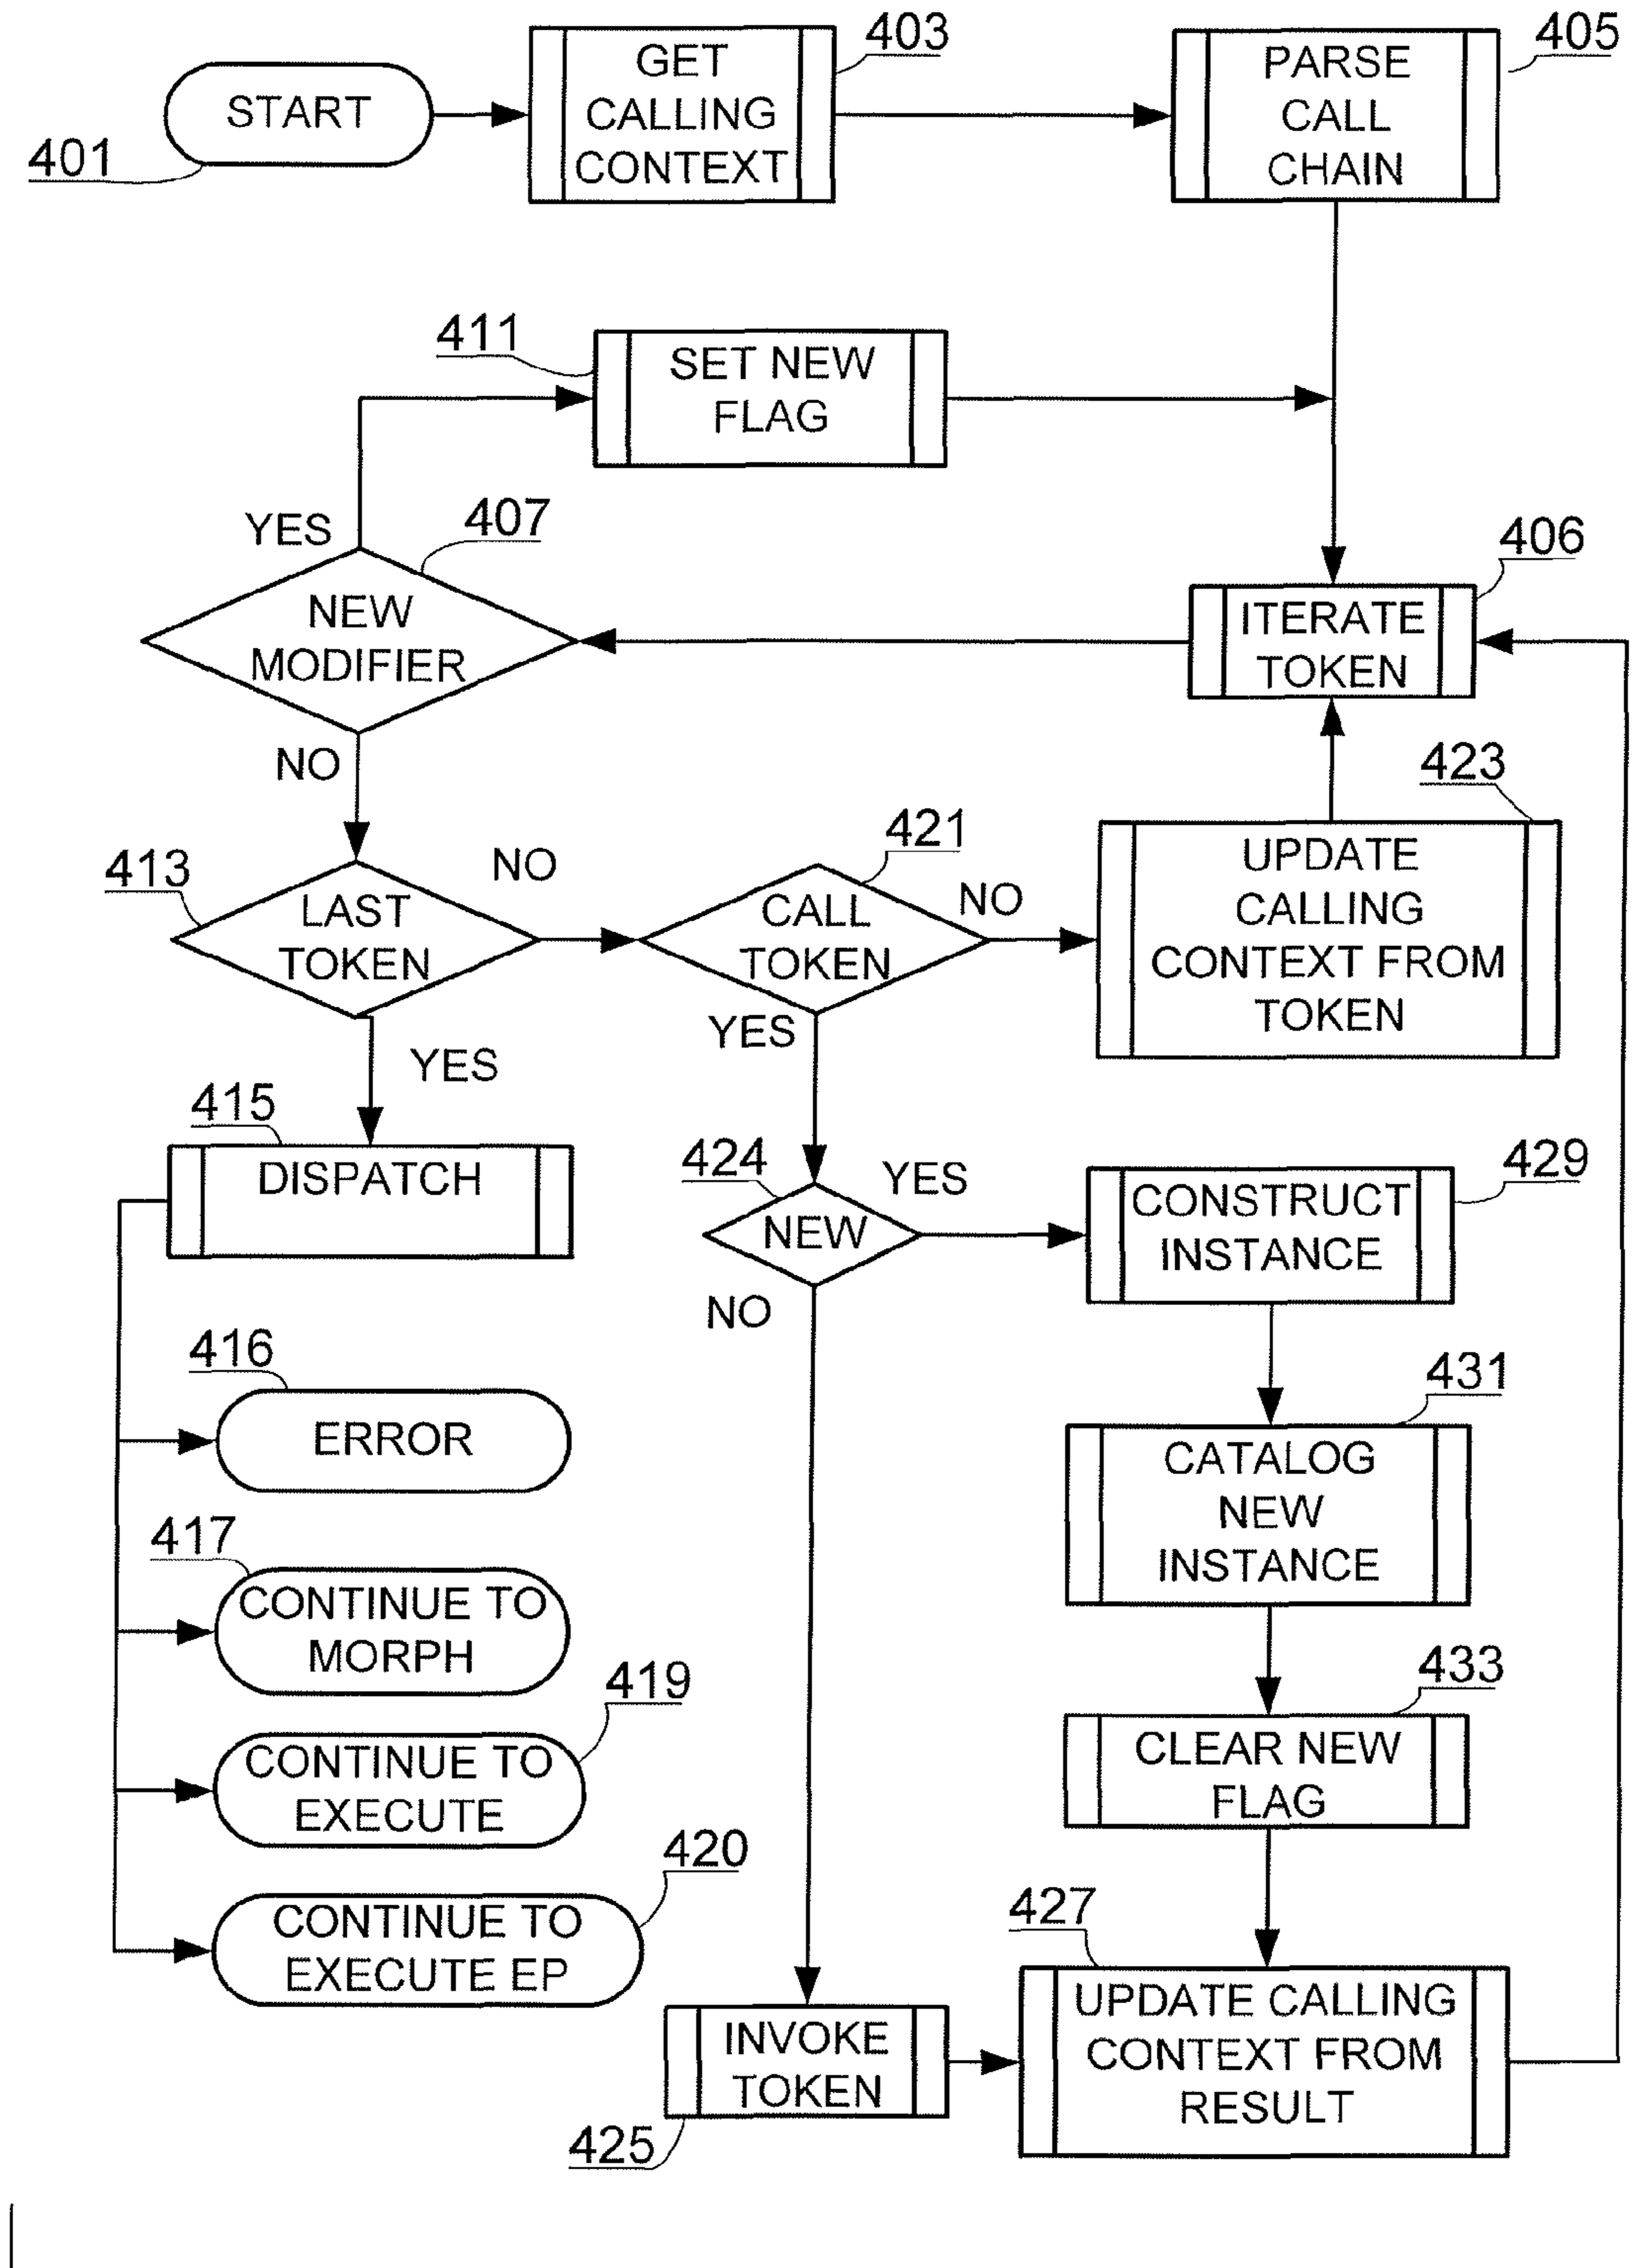 START
401
GET
CALLING
CONTEXT
403
PARSE
CALL
CHAIN
405
411
SET NEW
FLAG
YES
407
NEW
MODIFIER
NO
406
ITERATE
TOKEN
423
UPDATE
CALLING
CONTEXT FROM
TOKEN
413
LAST
TOKEN
NO
421
CALL
TOKEN
NO
YES
YES
415
DISPATCH
424
NEW
YES
NO
CONSTRUCT
INSTANCE
429
416
ERROR
431
CATALOG
NEW
INSTANCE
417
CONTINUE TO
MORPH
419
CONTINUE TO
EXECUTE
433
CLEAR NEW
FLAG
420
CONTINUE TO
EXECUTE EP
427
UPDATE CALLING
CONTEXT FROM
RESULT
INVOKE
TOKEN
425